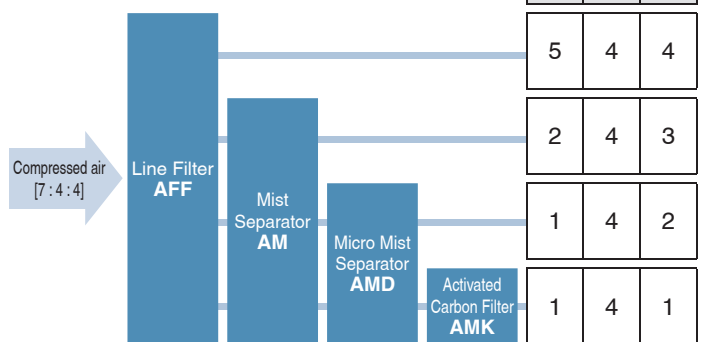 Compressed air
[7 : 4 : 4]
Line Filter
AFF
Mist
Separator
AM
Micro Mist
Separator
AMD
Activated
Carbon Filter
AMK
5 4 4
2 4 3
1 4 2
1 4 1